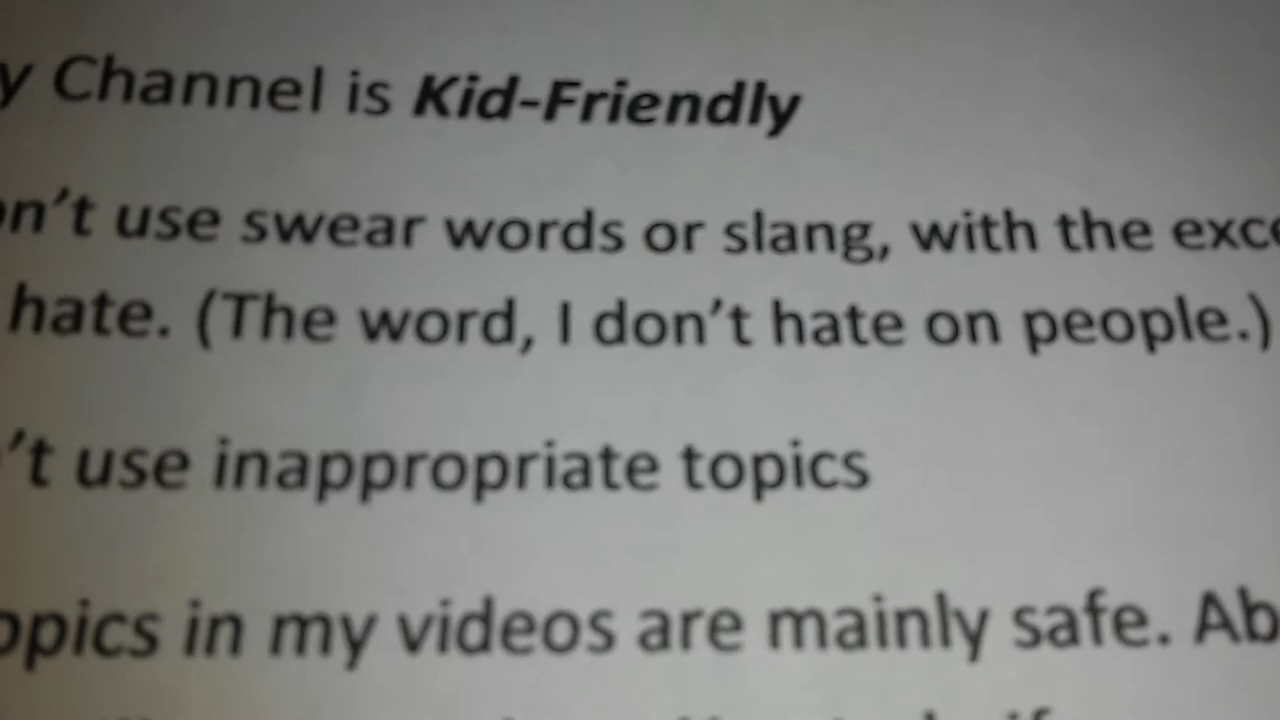 y Channel is Kid-Friendly
n't use swear words or slang, with the exc
hate. (The word, I don't hate on people.)
't use inappropriate topics
opics in my videos are mainly safe. Ab